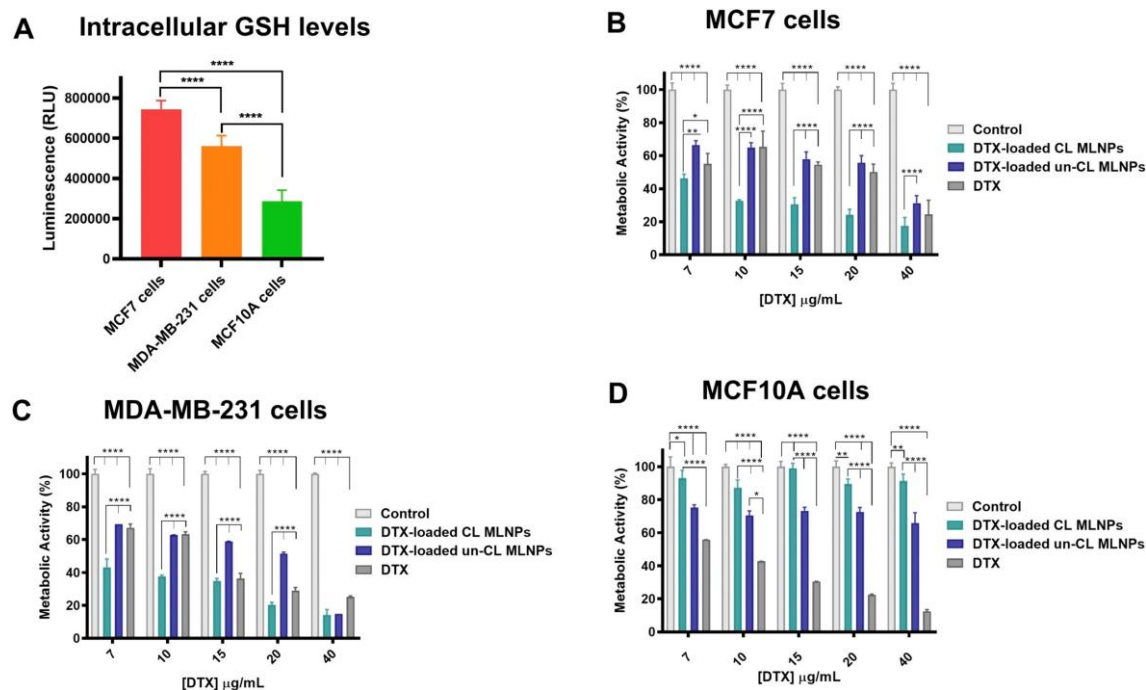 A
Intracellular GSH levels
****
****
****
Luminescence (RLU)
800000
600000
400000
200000
0
MCF7 cells
MDA-MB-231 cells
MCF10A cells
B
MCF7 cells
**** **** **** **** ****
*
**
****
****
****
****
****
Metabolic Activity (%)
100
80
60
40
20
0
7 10 15 20 40
[DTX] μg/mL
Control
DTX-loaded CL MLNPs
DTX-loaded un-CL MLNPs
DTX
C
MDA-MB-231 cells
**** **** **** **** ****
****
****
****
****
Metabolic Activity (%)
100
80
60
40
20
0
7 10 15 20 40
[DTX] μg/mL
Control
DTX-loaded CL MLNPs
DTX-loaded un-CL MLNPs
DTX
D
MCF10A cells
**** **** **** **** ****
* ** **
**** **** **** **** ****
*
Metabolic Activity (%)
100
80
60
40
20
0
7 10 15 20 40
[DTX] μg/mL
Control
DTX-loaded CL MLNPs
DTX-loaded un-CL MLNPs
DTX